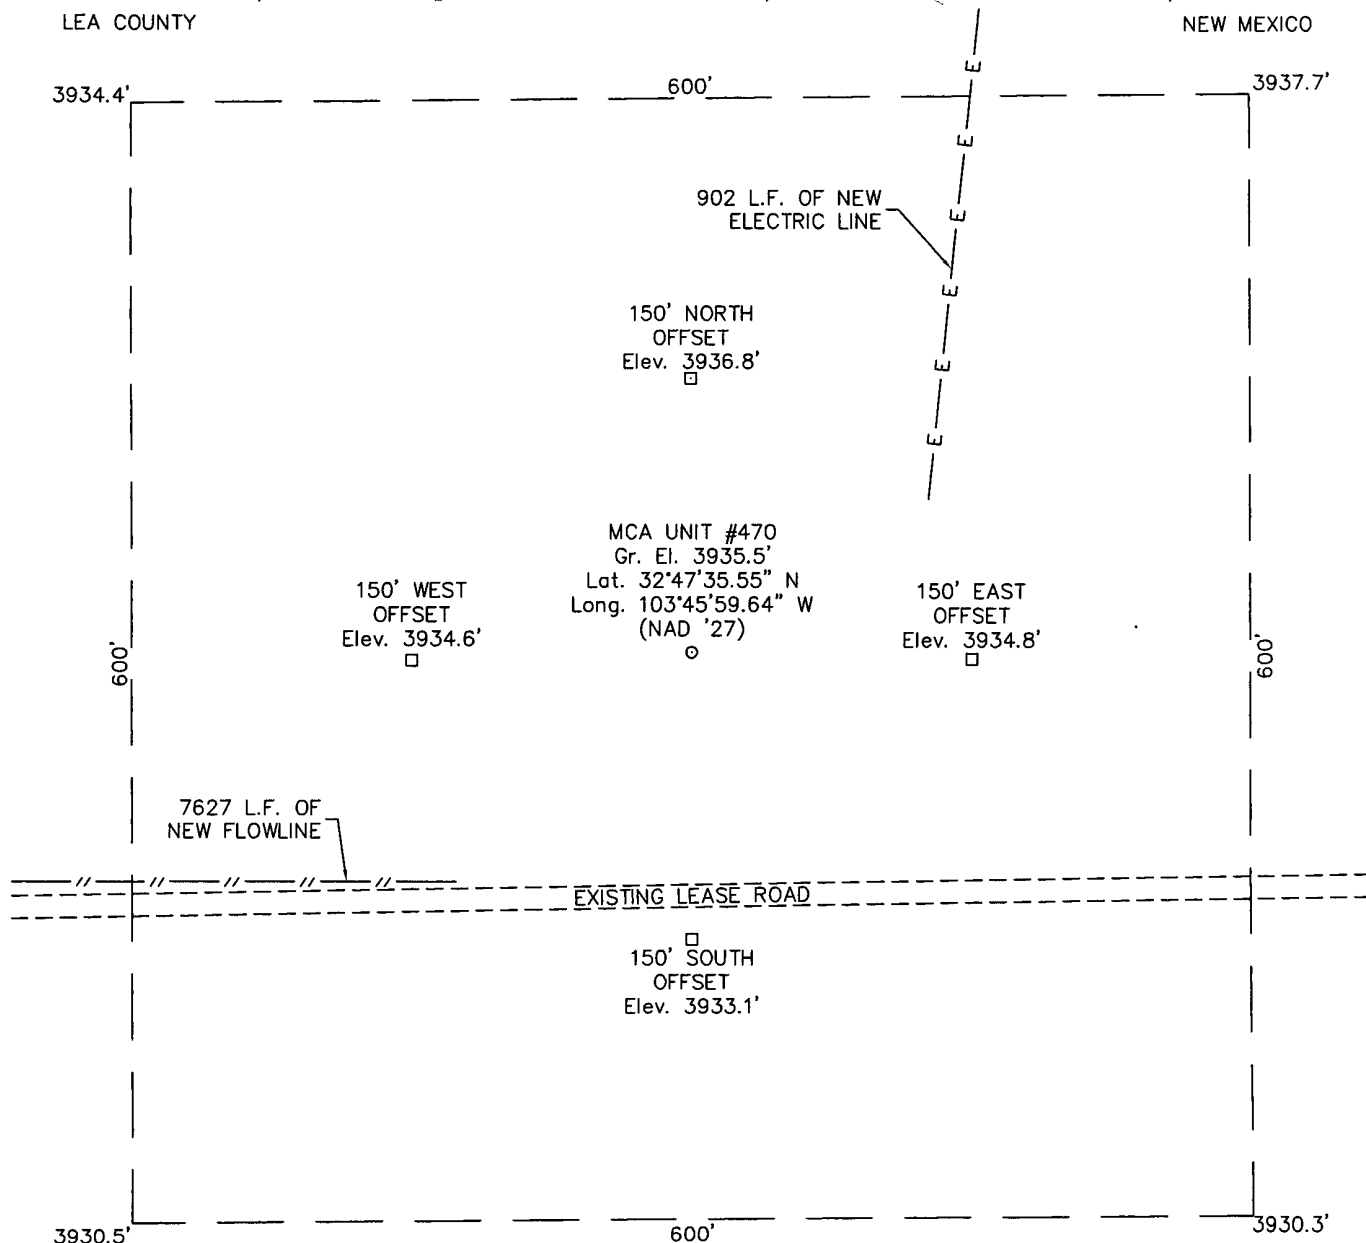 LEA COUNTY
NEW MEXICO
3934.4'
600'
3937.7'
902 L.F. OF NEW
ELECTRIC LINE
E
E
E
E
E
E
150' NORTH
OFFSET
Elev. 3936.8'
MCA UNIT #470
Gr. El. 3935.5'
Lat. 32°47'35.55" N
Long. 103°45'59.64" W
(NAD '27)
150' WEST
OFFSET
Elev. 3934.6'
150' EAST
OFFSET
Elev. 3934.8'
600'
600'
7627 L.F. OF
NEW FLOWLINE
EXISTING LEASE ROAD
150' SOUTH
OFFSET
Elev. 3933.1'
3930.5'
600'
3930.3'